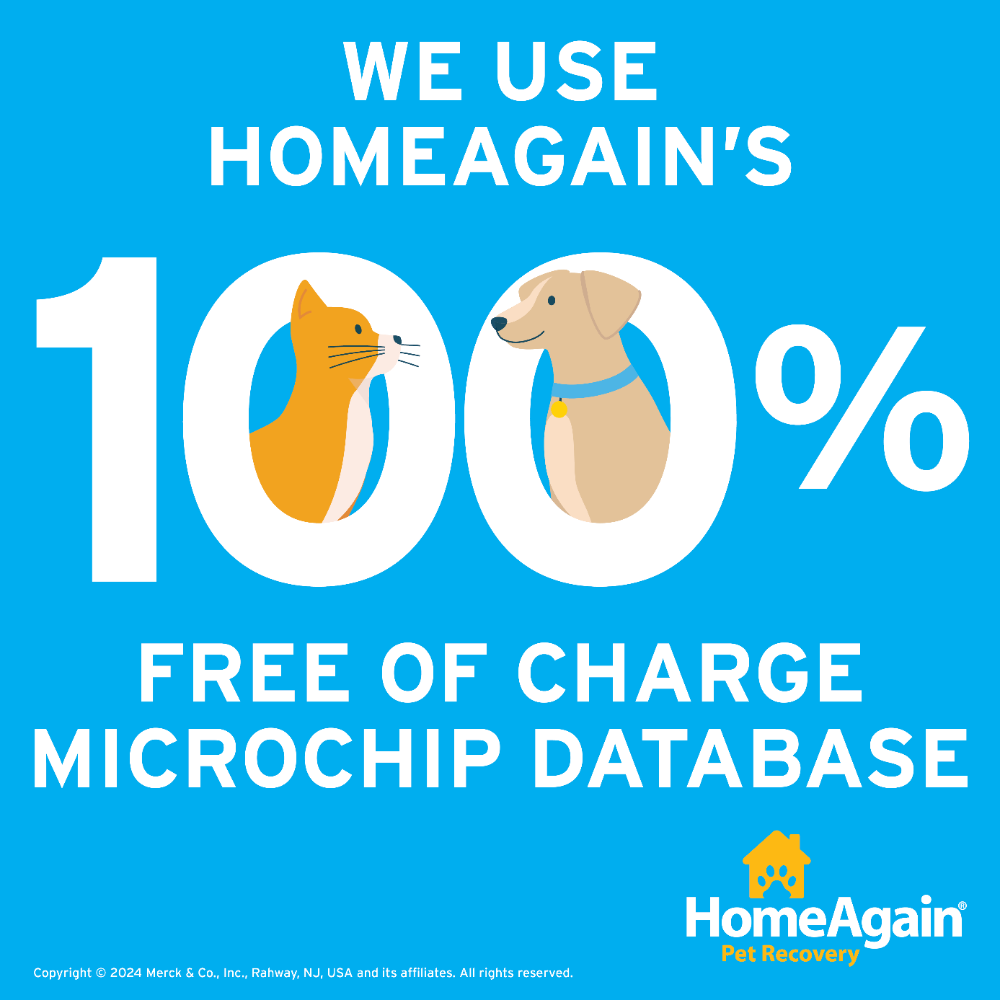 WE USE
HOMEAGAIN'S
100%
FREE OF CHARGE
MICROCHIP DATABASE
HomeAgain®
Pet Recovery
Copyright © 2024 Merck & Co., Inc., Rahway, NJ, USA and its affiliates. All rights reserved.